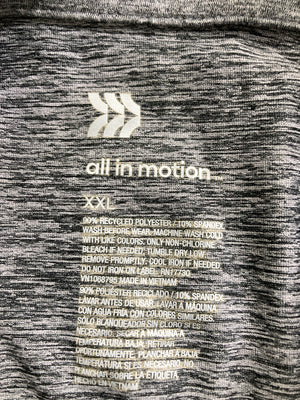 all in motion™
XXL
90% RECYCLED POLYESTER / 10% SPANDEX
WASH BEFORE WEAR. MACHINE WASH COLD
WITH LIKE COLORS. ONLY NON-CHLORINE
BLEACH IF NEEDED. TUMBLE DRY LOW.
REMOVE PROMPTLY. COOL IRON IF NEEDED
DO NOT IRON ON DESIGN. RN17730
VN1068785 MADE IN VIETNAM
90% POLIÉSTER RECICLADO / 10% SPANDEX
LAVAR ANTES DE USAR. LAVAR A MÁQUINA
CON AGUA FRÍA CON COLORES SIMILARES.
SOLO BLANQUEADOR SIN CLORO SI ES
NECESARIO. SECAR A MÁQUINA A
TEMPERATURA BAJA. RETIRAR
OPORTUNAMENTE. PLANCHAR A BAJA
TEMPERATURA SI ES NECESARIO. NO
PLANCHAR SOBRE LA ETIQUETA.
HECHO EN VIETNAM